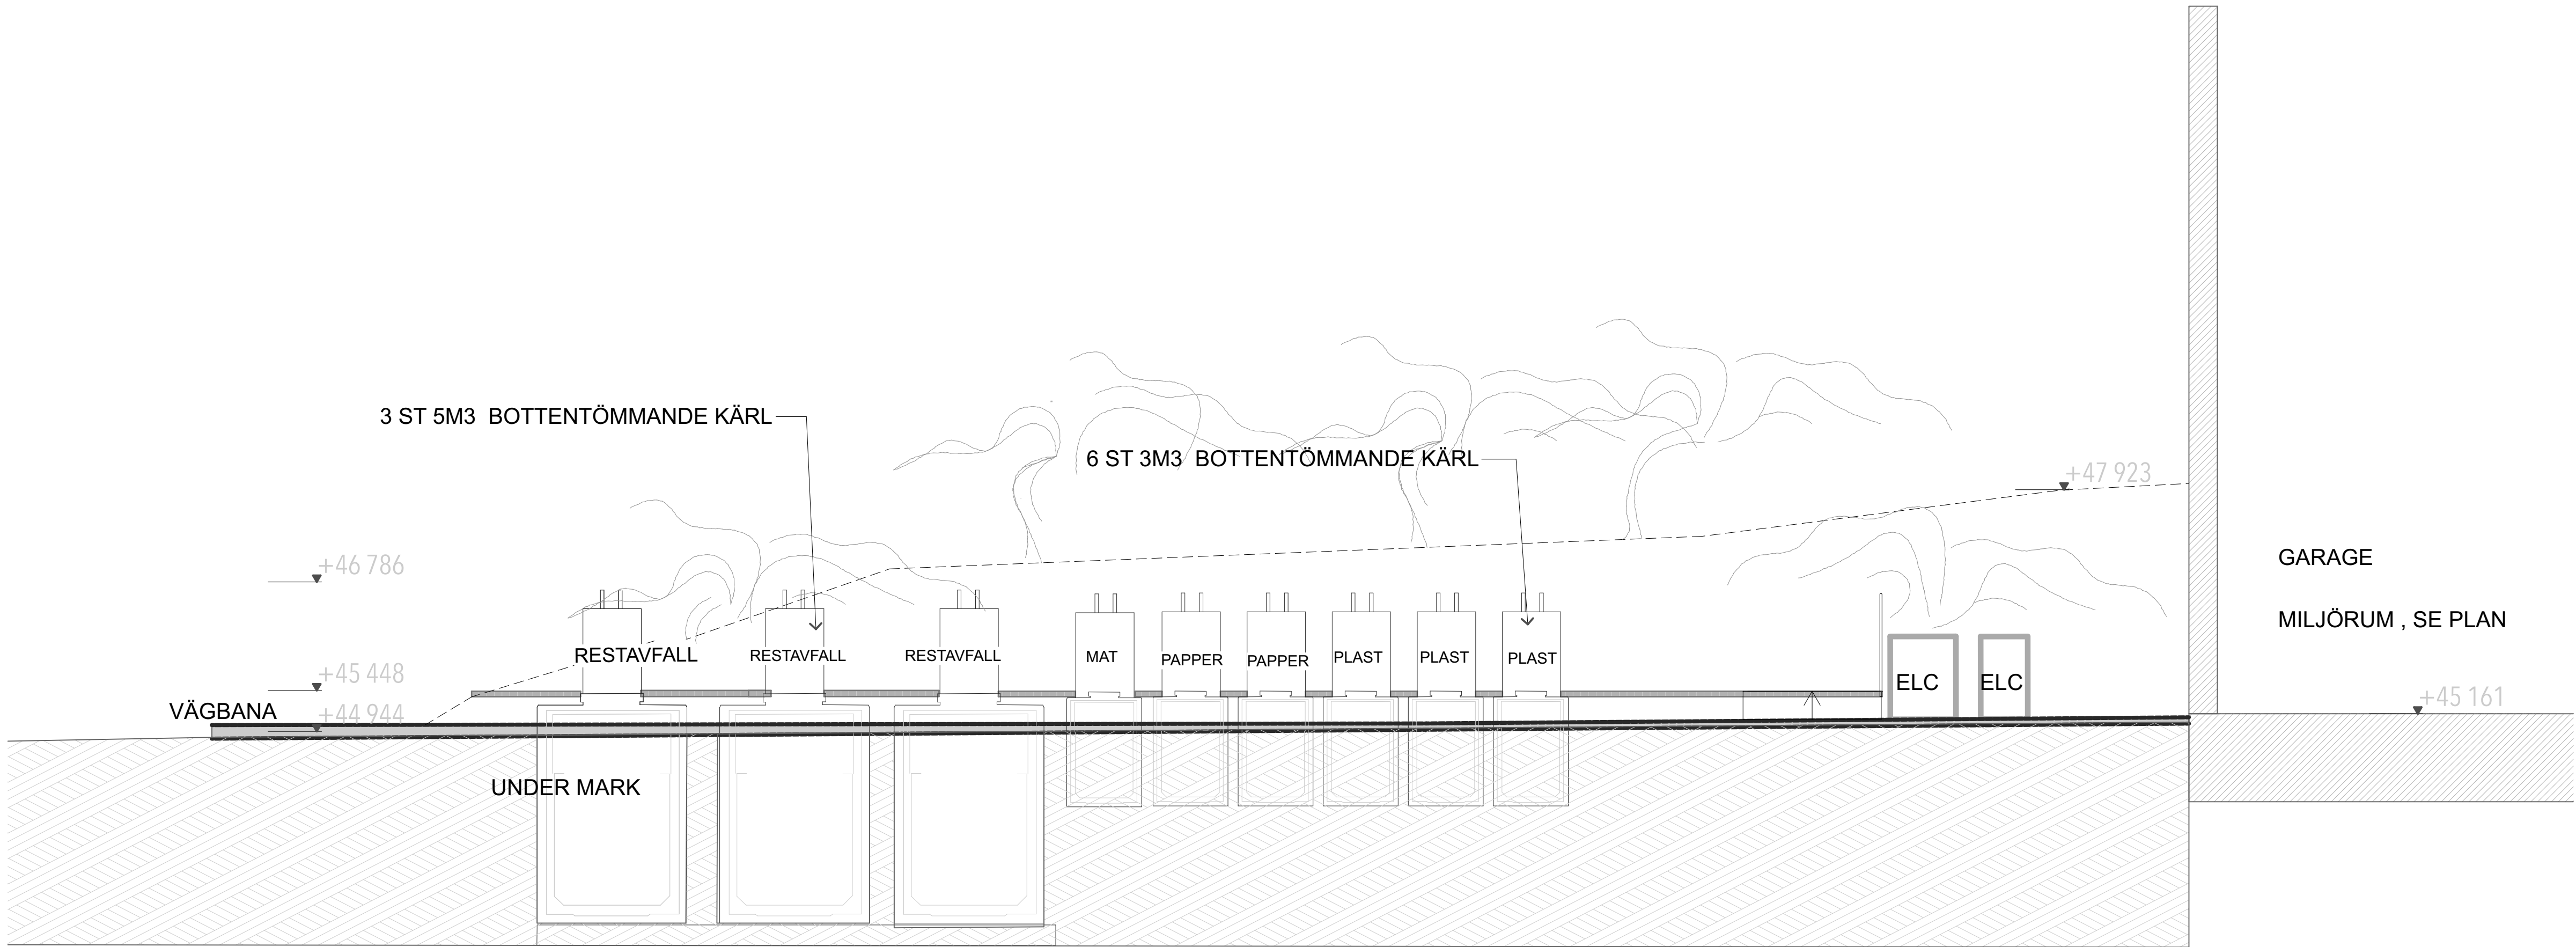 3 ST 5M3 BOTTENTÖMMANDE KÄRL
6 ST 3M3 BOTTENTÖMMANDE KÄRL
+47 923
+46 786
GARAGE
MILJÖRUM , SE PLAN
RESTAVFALL
RESTAVFALL
RESTAVFALL
MAT
PAPPER
PAPPER
PLAST
PLAST
PLAST
+45 448
ELC
ELC
+45 161
VÄGBANA
+44 944
UNDER MARK